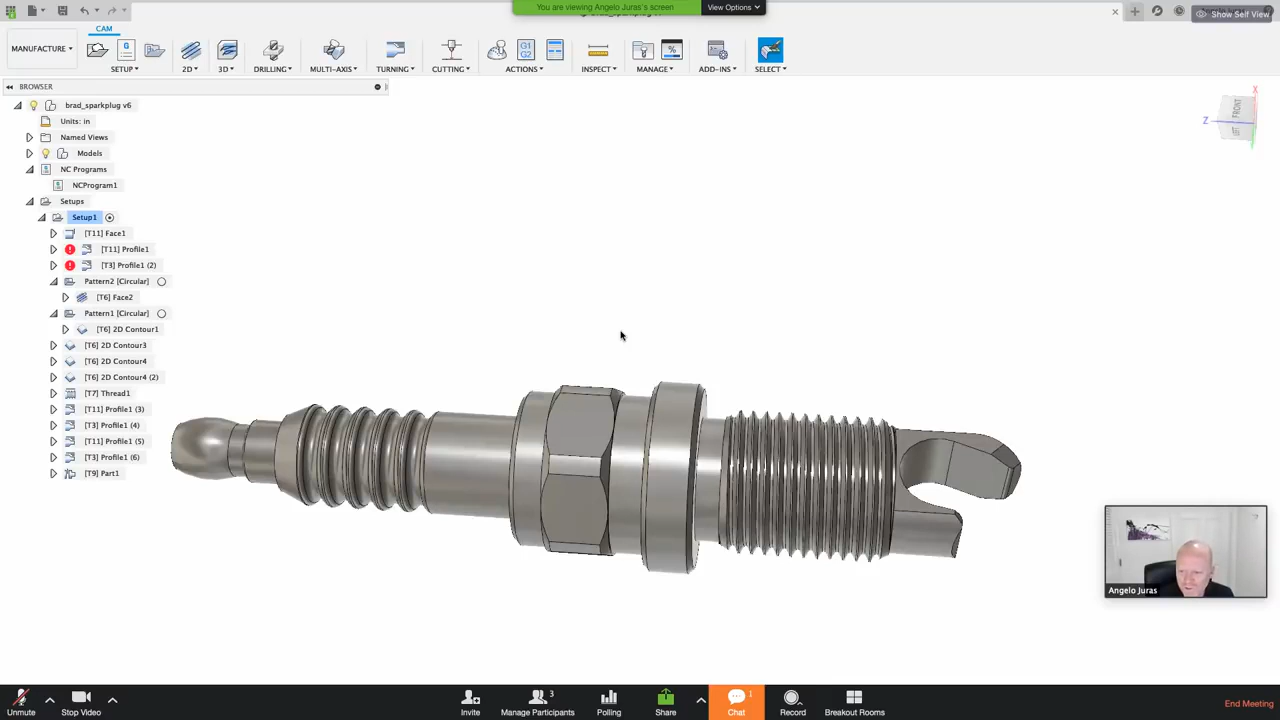 You are viewing Angelo Juras's screen
View Options
Show Self View
CAM
MANUFACTURE
SETUP
2D
3D
DRILLING
MULTI-AXIS
TURNING
CUTTING
G1
G2
ACTIONS
INSPECT
MANAGE
ADD-INS
SELECT
BROWSER
brad_sparkplug v6
Units: in
Named Views
Models
NC Programs
NCProgram1
Setups
Setup1
[T11] Face1
[T11] Profile1
[T3] Profile1 (2)
Pattern2 [Circular]
[T6] Face2
Pattern1 [Circular]
[T6] 2D Contour1
[T6] 2D Contour3
[T6] 2D Contour4
[T6] 2D Contour4 (2)
[T7] Thread1
[T11] Profile1 (3)
[T3] Profile1 (4)
[T11] Profile1 (5)
[T3] Profile1 (6)
[T9] Part1
X
Z
LEFT
FRONT
Angelo Juras
Unmute
Stop Video
Invite
3
Manage Participants
Polling
Share
1
Chat
Record
Breakout Rooms
End Meeting